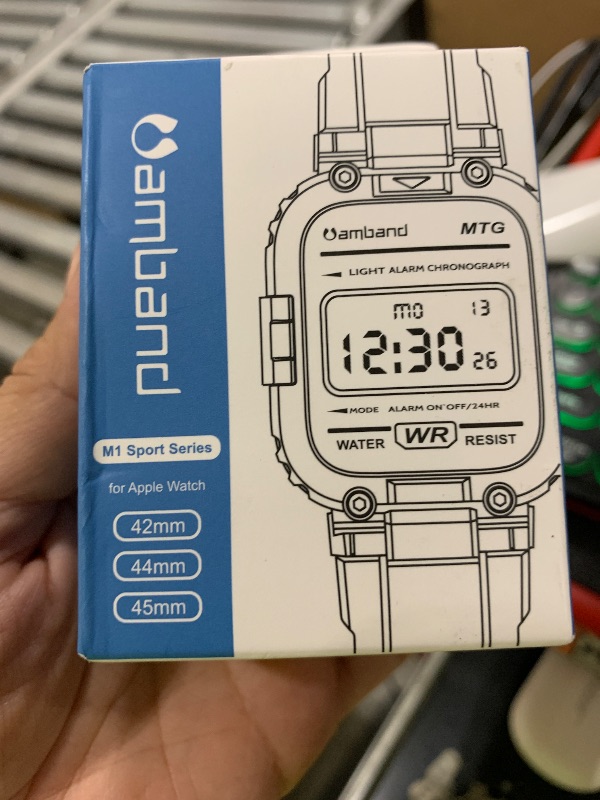 amband
M1 Sport Series
for Apple Watch
42mm
44mm
45mm
amband MTG
LIGHT ALARM CHRONOGRAPH
MO 13
12:30 26
MODE ALARM ON'OFF/24HR
WATER WR RESIST